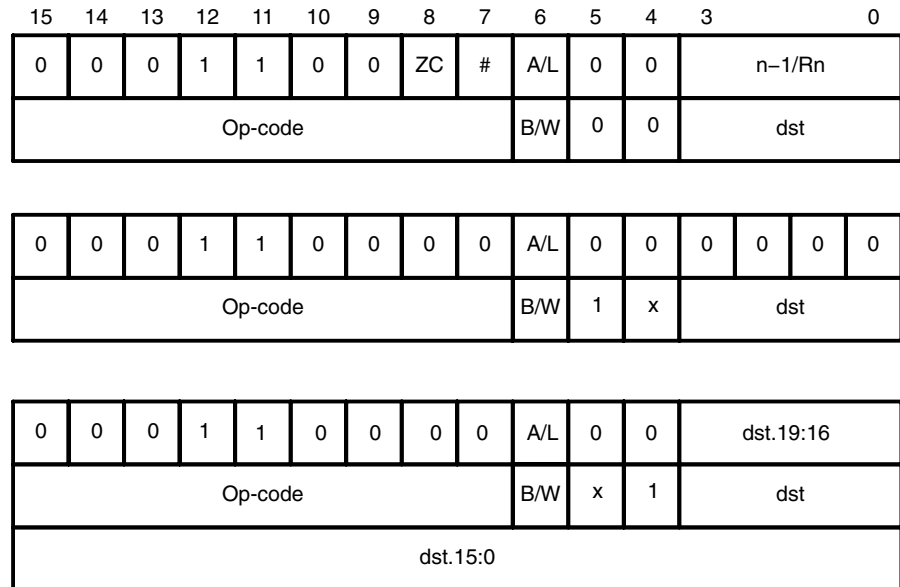 15 14 13 12 11 10 9 8 7 6 5 4 3 0
0 0 0 1 1 0 0 ZC # A/L 0 0 n−1/Rn
Op-code B/W 0 0 dst
0 0 0 1 1 0 0 0 0 A/L 0 0 0 0 0 0
Op-code B/W 1 x dst
0 0 0 1 1 0 0 0 0 A/L 0 0 dst.19:16
Op-code B/W x 1 dst
dst.15:0